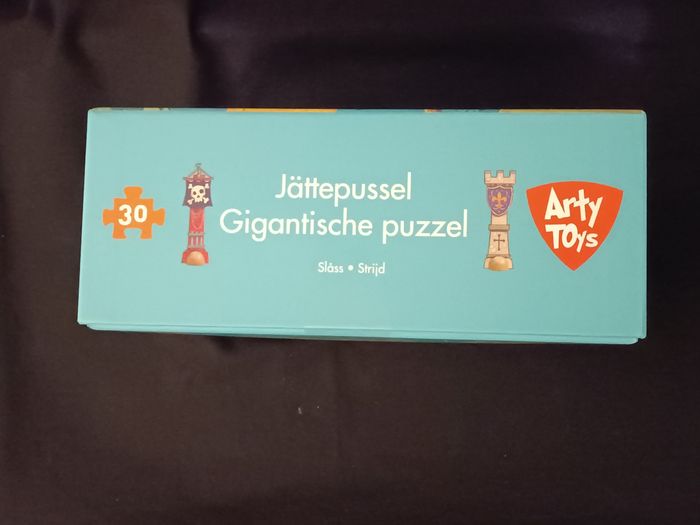 30
Jättepussel
Gigantische puzzel
Slåss • Strijd
Arty
TOys